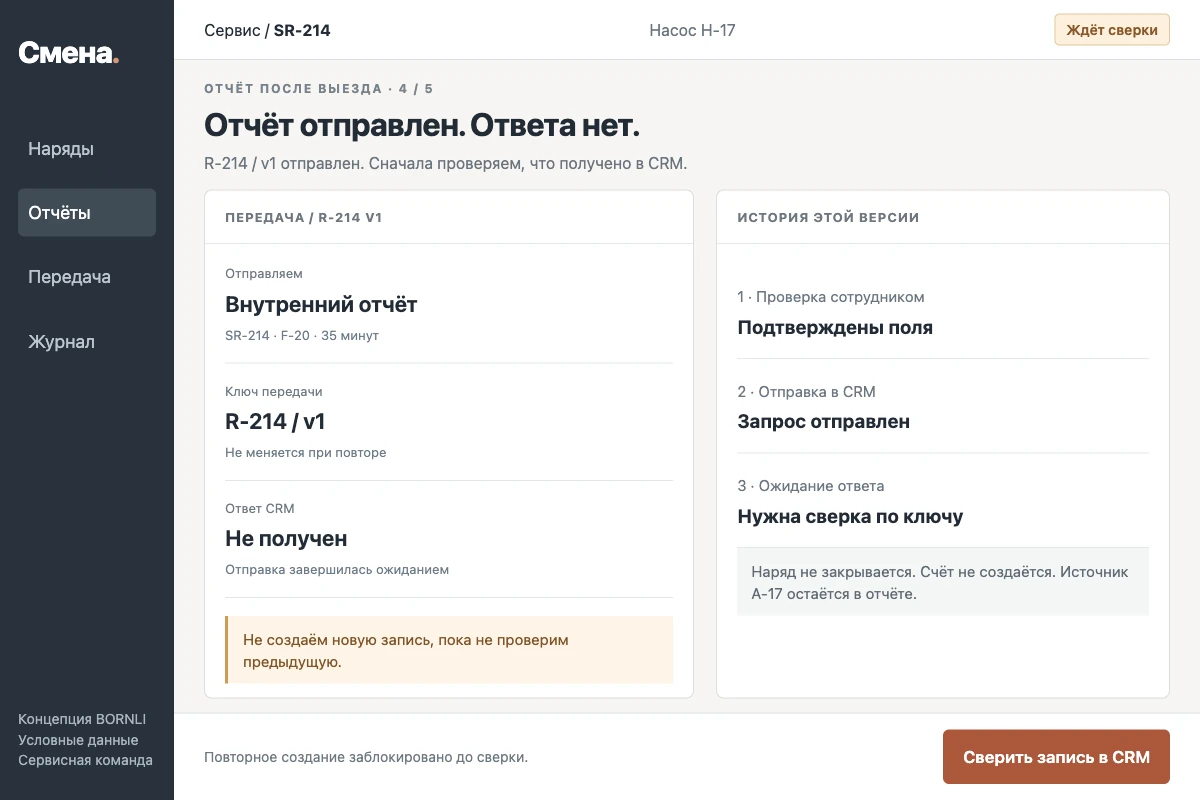 Смена.
Наряды
Отчёты
Передача
Журнал
Концепция BORNLI
Условные данные
Сервисная команда
Сервис / SR-214
Насос Н-17
Ждёт сверки
ОТЧЁТ ПОСЛЕ ВЫЕЗДА · 4 / 5
Отчёт отправлен. Ответа нет.
R-214 / v1 отправлен. Сначала проверяем, что получено в CRM.
ПЕРЕДАЧА / R-214 V1
Отправляем
Внутренний отчёт
SR-214 · F-20 · 35 минут
Ключ передачи
R-214 / v1
Не меняется при повторе
Ответ CRM
Не получен
Отправка завершилась ожиданием
Не создаём новую запись, пока не проверим
предыдущую.
ИСТОРИЯ ЭТОЙ ВЕРСИИ
1 · Проверка сотрудником
Подтверждены поля
2 · Отправка в CRM
Запрос отправлен
3 · Ожидание ответа
Нужна сверка по ключу
Наряд не закрывается. Счёт не создаётся. Источник
А-17 остаётся в отчёте.
Повторное создание заблокировано до сверки.
Сверить запись в CRM